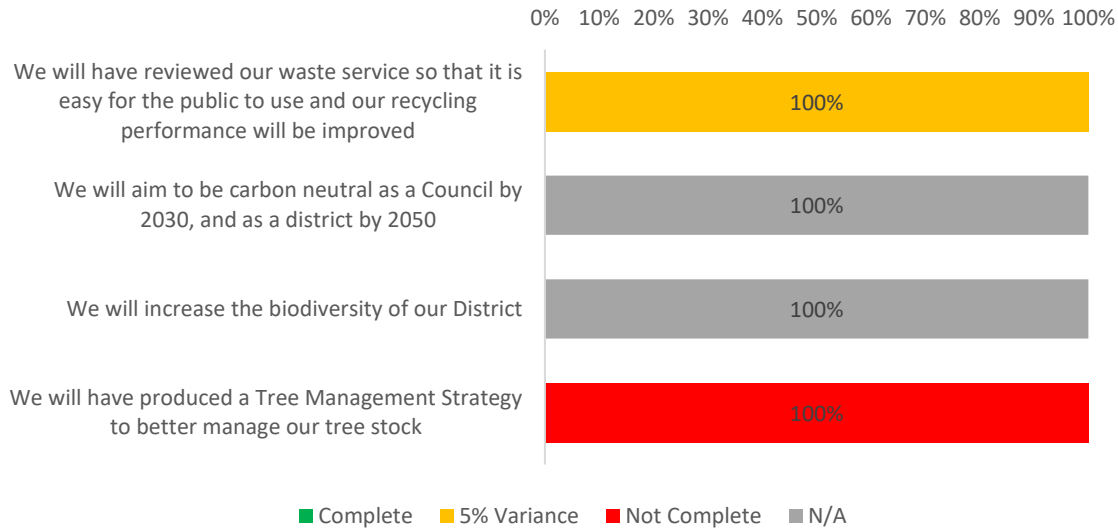 0% 10% 20% 30% 40% 50% 60% 70% 80% 90% 100%
We will have reviewed our waste service so that it is
easy for the public to use and our recycling
performance will be improved
100%
We will aim to be carbon neutral as a Council by
2030, and as a district by 2050
100%
We will increase the biodiversity of our District
100%
We will have produced a Tree Management Strategy
to better manage our tree stock
100%
Complete 5% Variance Not Complete N/A